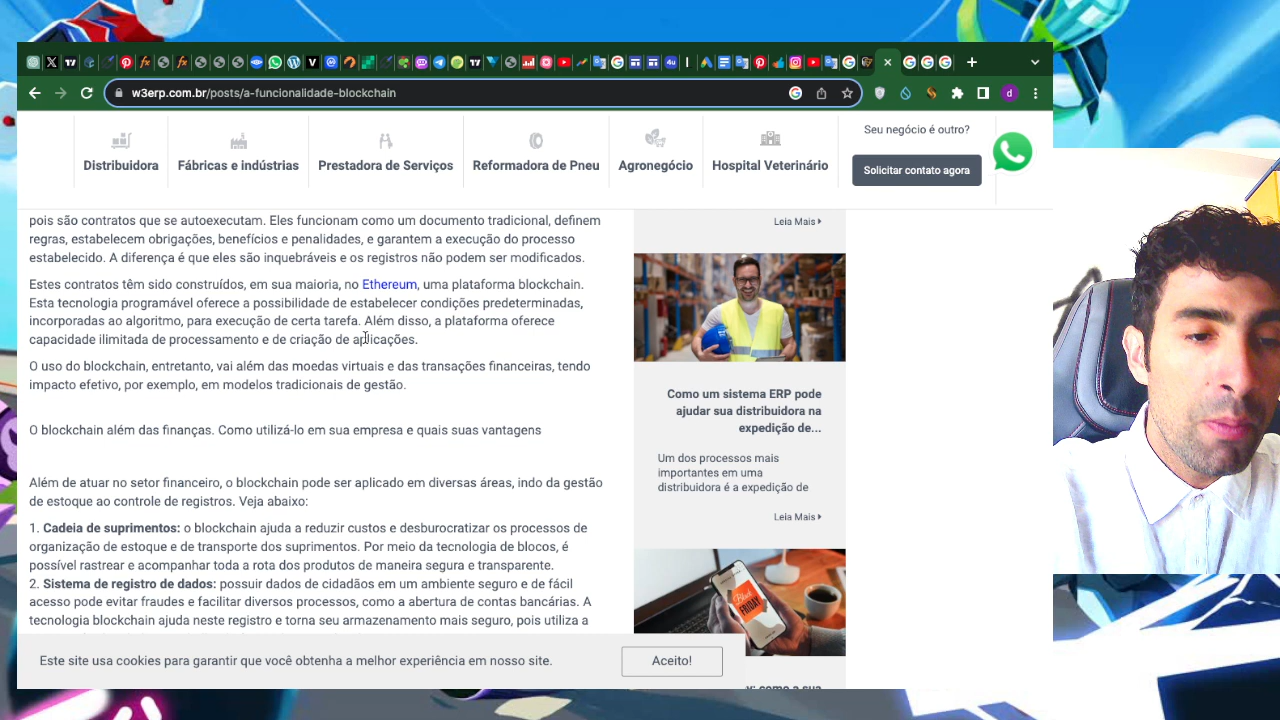 w3erp.com.br/posts/a-funcionalidade-blockchain
d
Distribuidora
Fábricas e indústrias
Prestadora de Serviços
Reformadora de Pneu
Agronegócio
Hospital Veterinário
Seu negócio é outro?
Solicitar contato agora
pois são contratos que se autoexecutam. Eles funcionam como um documento tradicional, definem
regras, estabelecem obrigações, benefícios e penalidades, e garantem a execução do processo
estabelecido. A diferença é que eles são inquebráveis e os registros não podem ser modificados.
Estes contratos têm sido construídos, em sua maioria, no Ethereum, uma plataforma blockchain.
Esta tecnologia programável oferece a possibilidade de estabelecer condições predeterminadas,
incorporadas ao algoritmo, para execução de certa tarefa. Além disso, a plataforma oferece
capacidade ilimitada de processamento e de criação de aplicações.
O uso do blockchain, entretanto, vai além das moedas virtuais e das transações financeiras, tendo
impacto efetivo, por exemplo, em modelos tradicionais de gestão.
O blockchain além das finanças. Como utilizá-lo em sua empresa e quais suas vantagens
Além de atuar no setor financeiro, o blockchain pode ser aplicado em diversas áreas, indo da gestão
de estoque ao controle de registros. Veja abaixo:
1. Cadeia de suprimentos: o blockchain ajuda a reduzir custos e desburocratizar os processos de
organização de estoque e de transporte dos suprimentos. Por meio da tecnologia de blocos, é
possível rastrear e acompanhar toda a rota dos produtos de maneira segura e transparente.
2. Sistema de registro de dados: possuir dados de cidadãos em um ambiente seguro e de fácil
acesso pode evitar fraudes e facilitar diversos processos, como a abertura de contas bancárias. A
tecnologia blockchain ajuda neste registro e torna seu armazenamento mais seguro, pois utiliza a
Leia Mais
Como um sistema ERP pode
ajudar sua distribuidora na
expedição de...
Um dos processos mais
importantes em uma
distribuidora é a expedição de
Leia Mais
Black
FRIDAY
como a sua
Este site usa cookies para garantir que você obtenha a melhor experiência em nosso site.
Aceito!